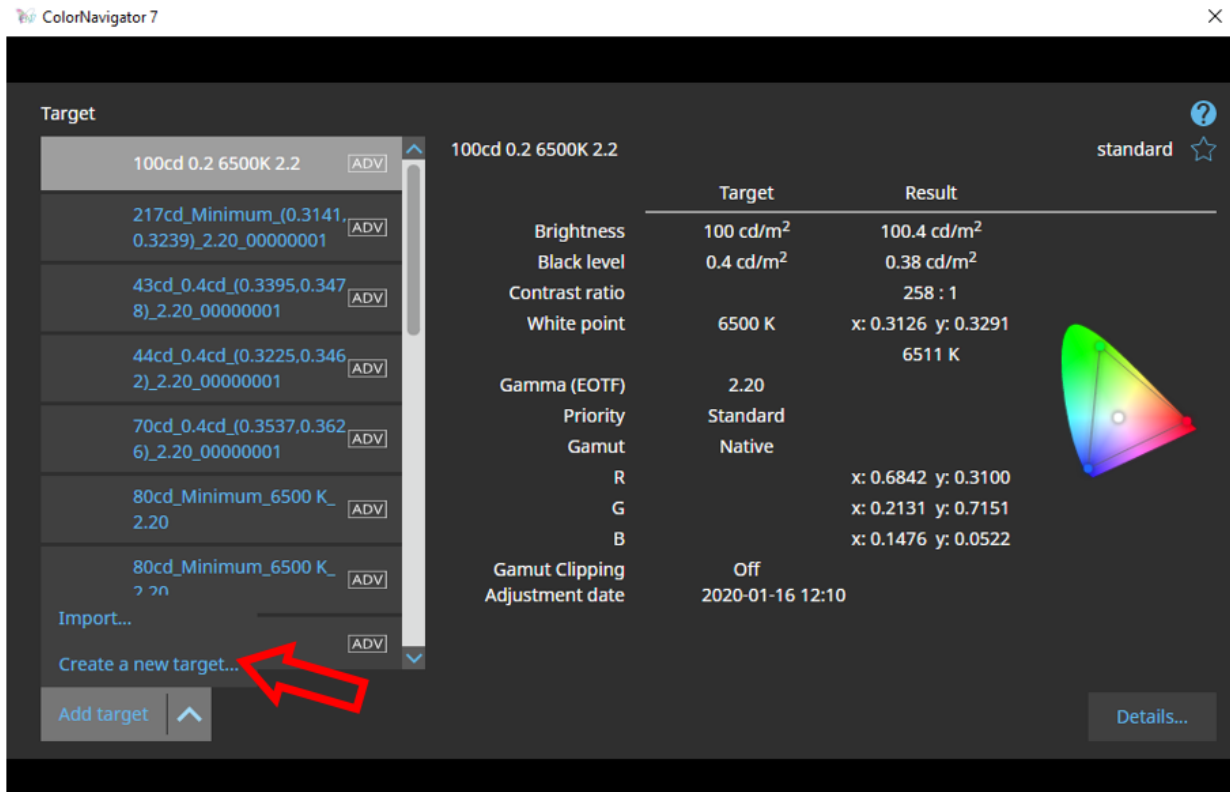 ColorNavigator 7
Target
100cd 0.2 6500K 2.2 ADV
217cd_Minimum_(0.3141,
0.3239)_2.20_00000001 ADV
43cd_0.4cd_(0.3395,0.347
8)_2.20_00000001 ADV
44cd_0.4cd_(0.3225,0.346
2)_2.20_00000001 ADV
70cd_0.4cd_(0.3537,0.362
6)_2.20_00000001 ADV
80cd_Minimum_6500 K_
2.20 ADV
80cd_Minimum_6500 K_
2.20 ADV
ADV
Import...
Create a new target...
Add target
?
100cd 0.2 6500K 2.2 standard
Target Result
Brightness 100 cd/m² 100.4 cd/m²
Black level 0.4 cd/m² 0.38 cd/m²
Contrast ratio 258 : 1
White point 6500 K x: 0.3126 y: 0.3291
6511 K
Gamma (EOTF) 2.20
Priority Standard
Gamut Native
R x: 0.6842 y: 0.3100
G x: 0.2131 y: 0.7151
B x: 0.1476 y: 0.0522
Gamut Clipping Off
Adjustment date 2020-01-16 12:10
Details...